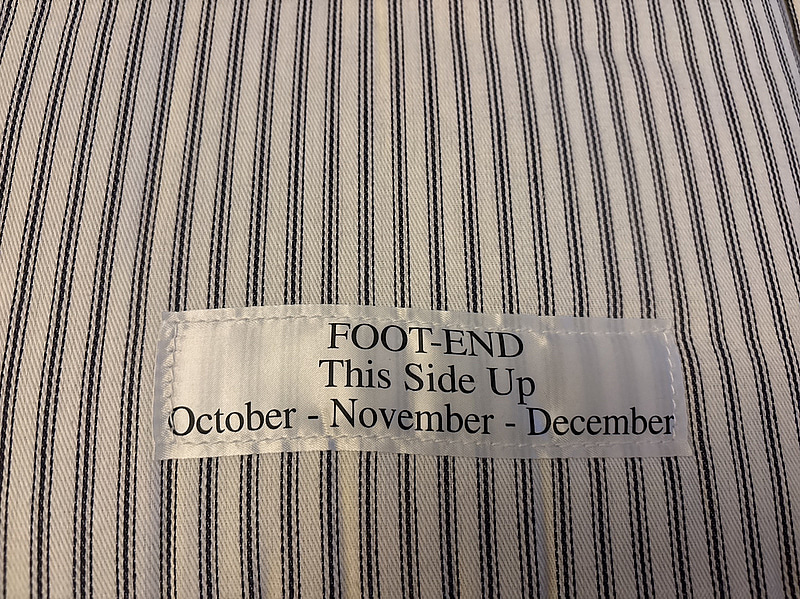 FOOT-END
This Side Up
October - November - December